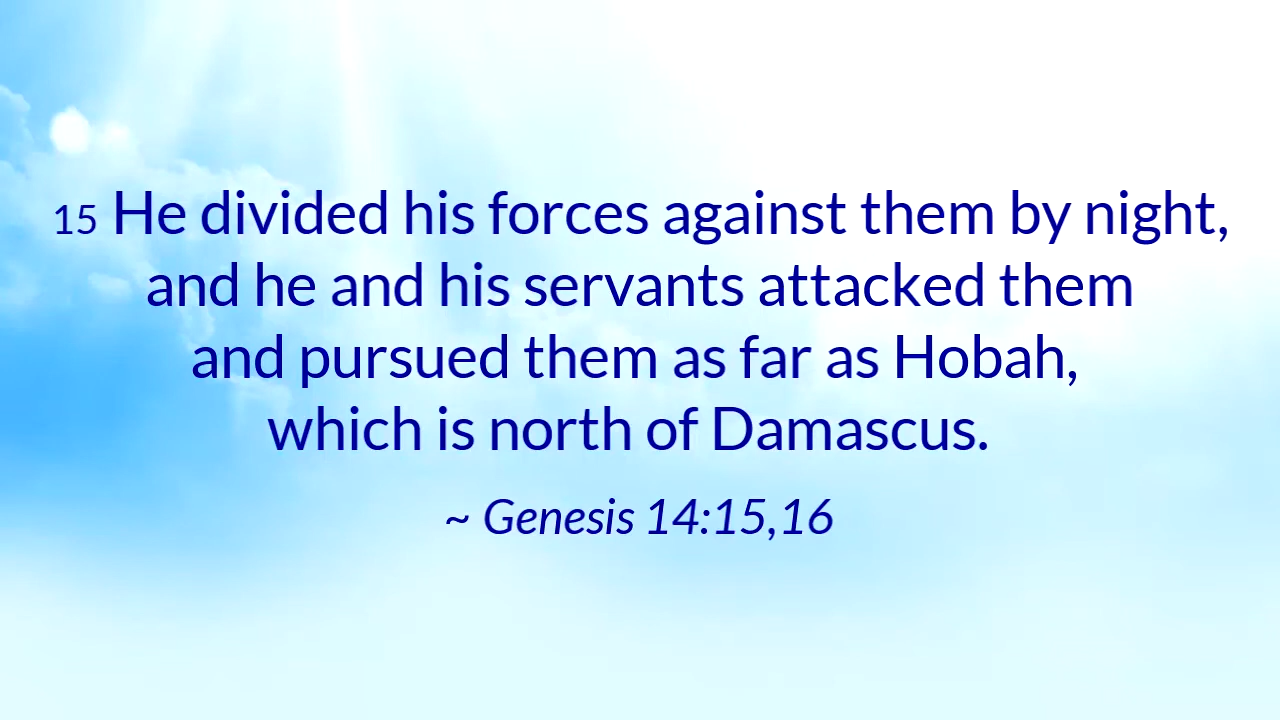 15 He divided his forces against them by night,
and he and his servants attacked them
and pursued them as far as Hobah,
which is north of Damascus.
~ Genesis 14:15,16